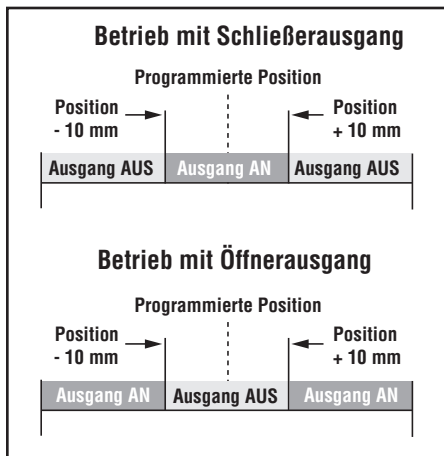 Betrieb mit Schließerausgang
Programmierte Position
Position
- 10 mm
Position
+ 10 mm
Ausgang AUS
Ausgang AN
Ausgang AUS
Betrieb mit Öffnerausgang
Programmierte Position
Position
- 10 mm
Position
+ 10 mm
Ausgang AN
Ausgang AUS
Ausgang AN